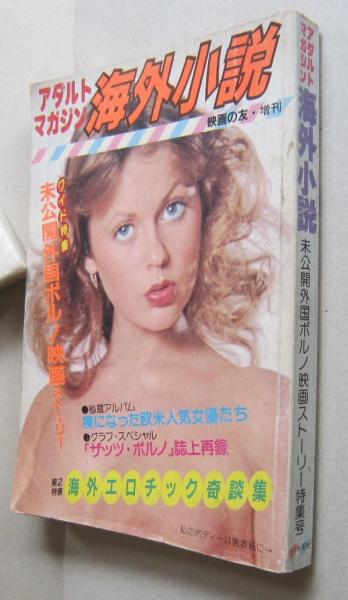 アダルト
マガジン
海外小説
映画の友・増刊
ワイド特集
未公開外国ポルノ映画ストーリー
●秘蔵アルバム
裸になった欧米人気女優たち
●グラフ・スペシャル
「ザッツ・ポルノ」誌上再録
第2
特集
海外エロチック奇談集
私のボディーは裏表紙に→
アダルト
マガジン
海外小説
未公開外国ポルノ映画ストーリー特集号